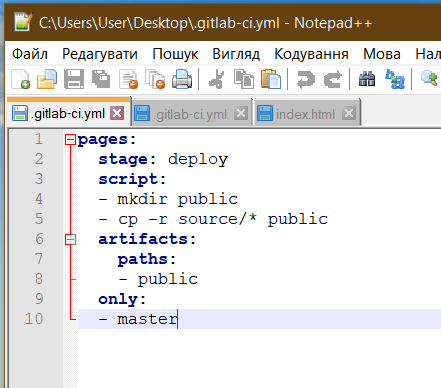 C:\Users\User\Desktop\.gitlab-ci.yml - Notepad++
Файл Редагувати Пошук Вигляд Кодування Мова
.gitlab-ci.yml .gitlab-ci.yml index.html
1 pages:
2 stage: deploy
3 script:
4 - mkdir public
5 - cp -r source/* public
6 artifacts:
7 paths:
8 - public
9 only:
10 - master